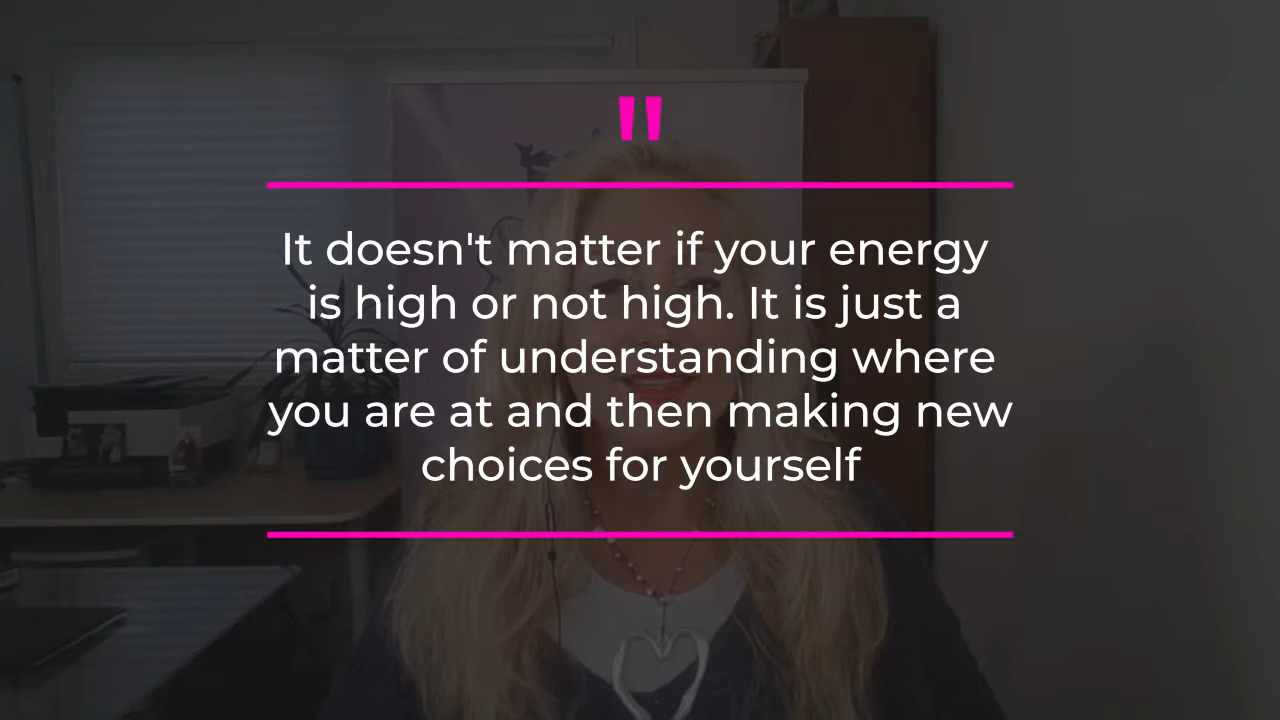 "
It doesn't matter if your energy
is high or not high. It is just a
matter of understanding where
you are at and then making new
choices for yourself